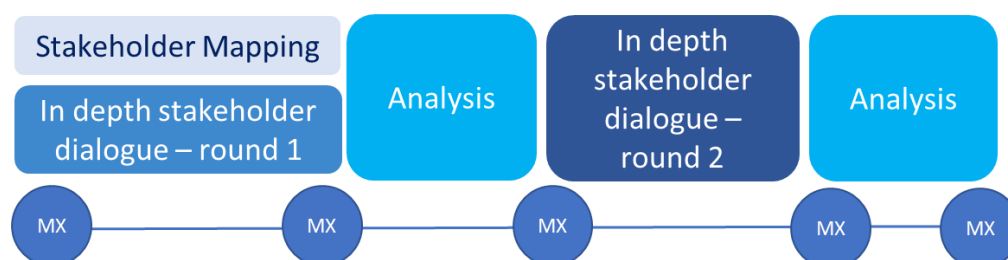 Stakeholder Mapping
In depth stakeholder
dialogue – round 1
Analysis
In depth
stakeholder
dialogue –
round 2
Analysis
MX
MX
MX
MX
MX